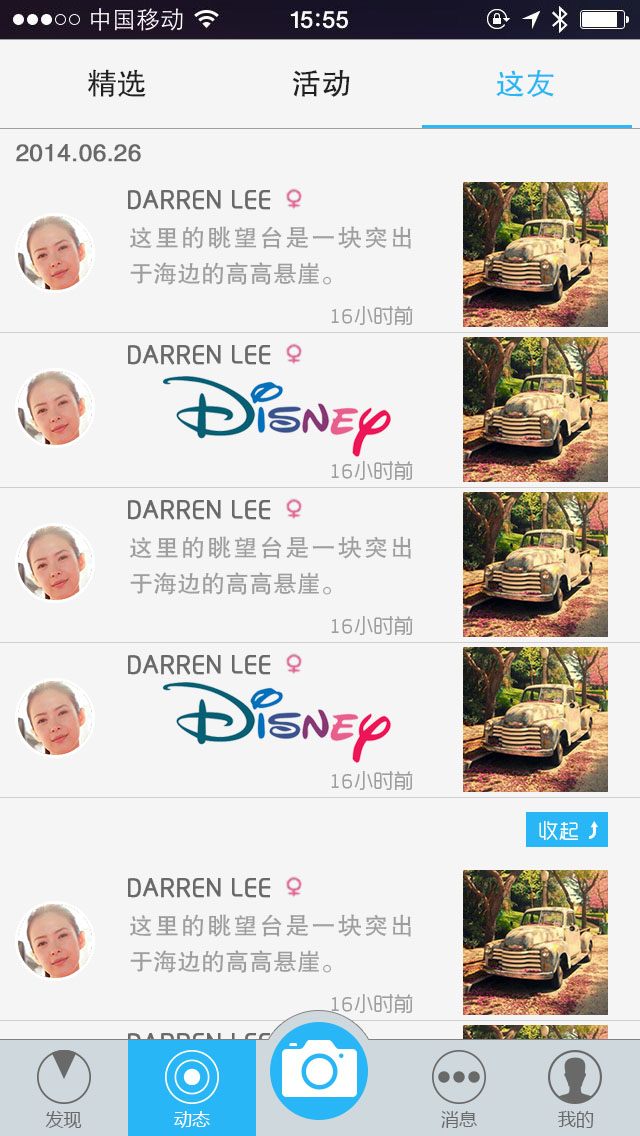 中国移动
15:55
精选
活动
这友
2014.06.26
DARREN LEE
这里的眺望台是一块突出
于海边的高高悬崖。
16小时前
DARREN LEE
DISNEY
16小时前
DARREN LEE
这里的眺望台是一块突出
于海边的高高悬崖。
16小时前
DARREN LEE
DISNEY
16小时前
收起
DARREN LEE
这里的眺望台是一块突出
于海边的高高悬崖。
16小时前
DARREN LEE
发现
动态
消息
我的